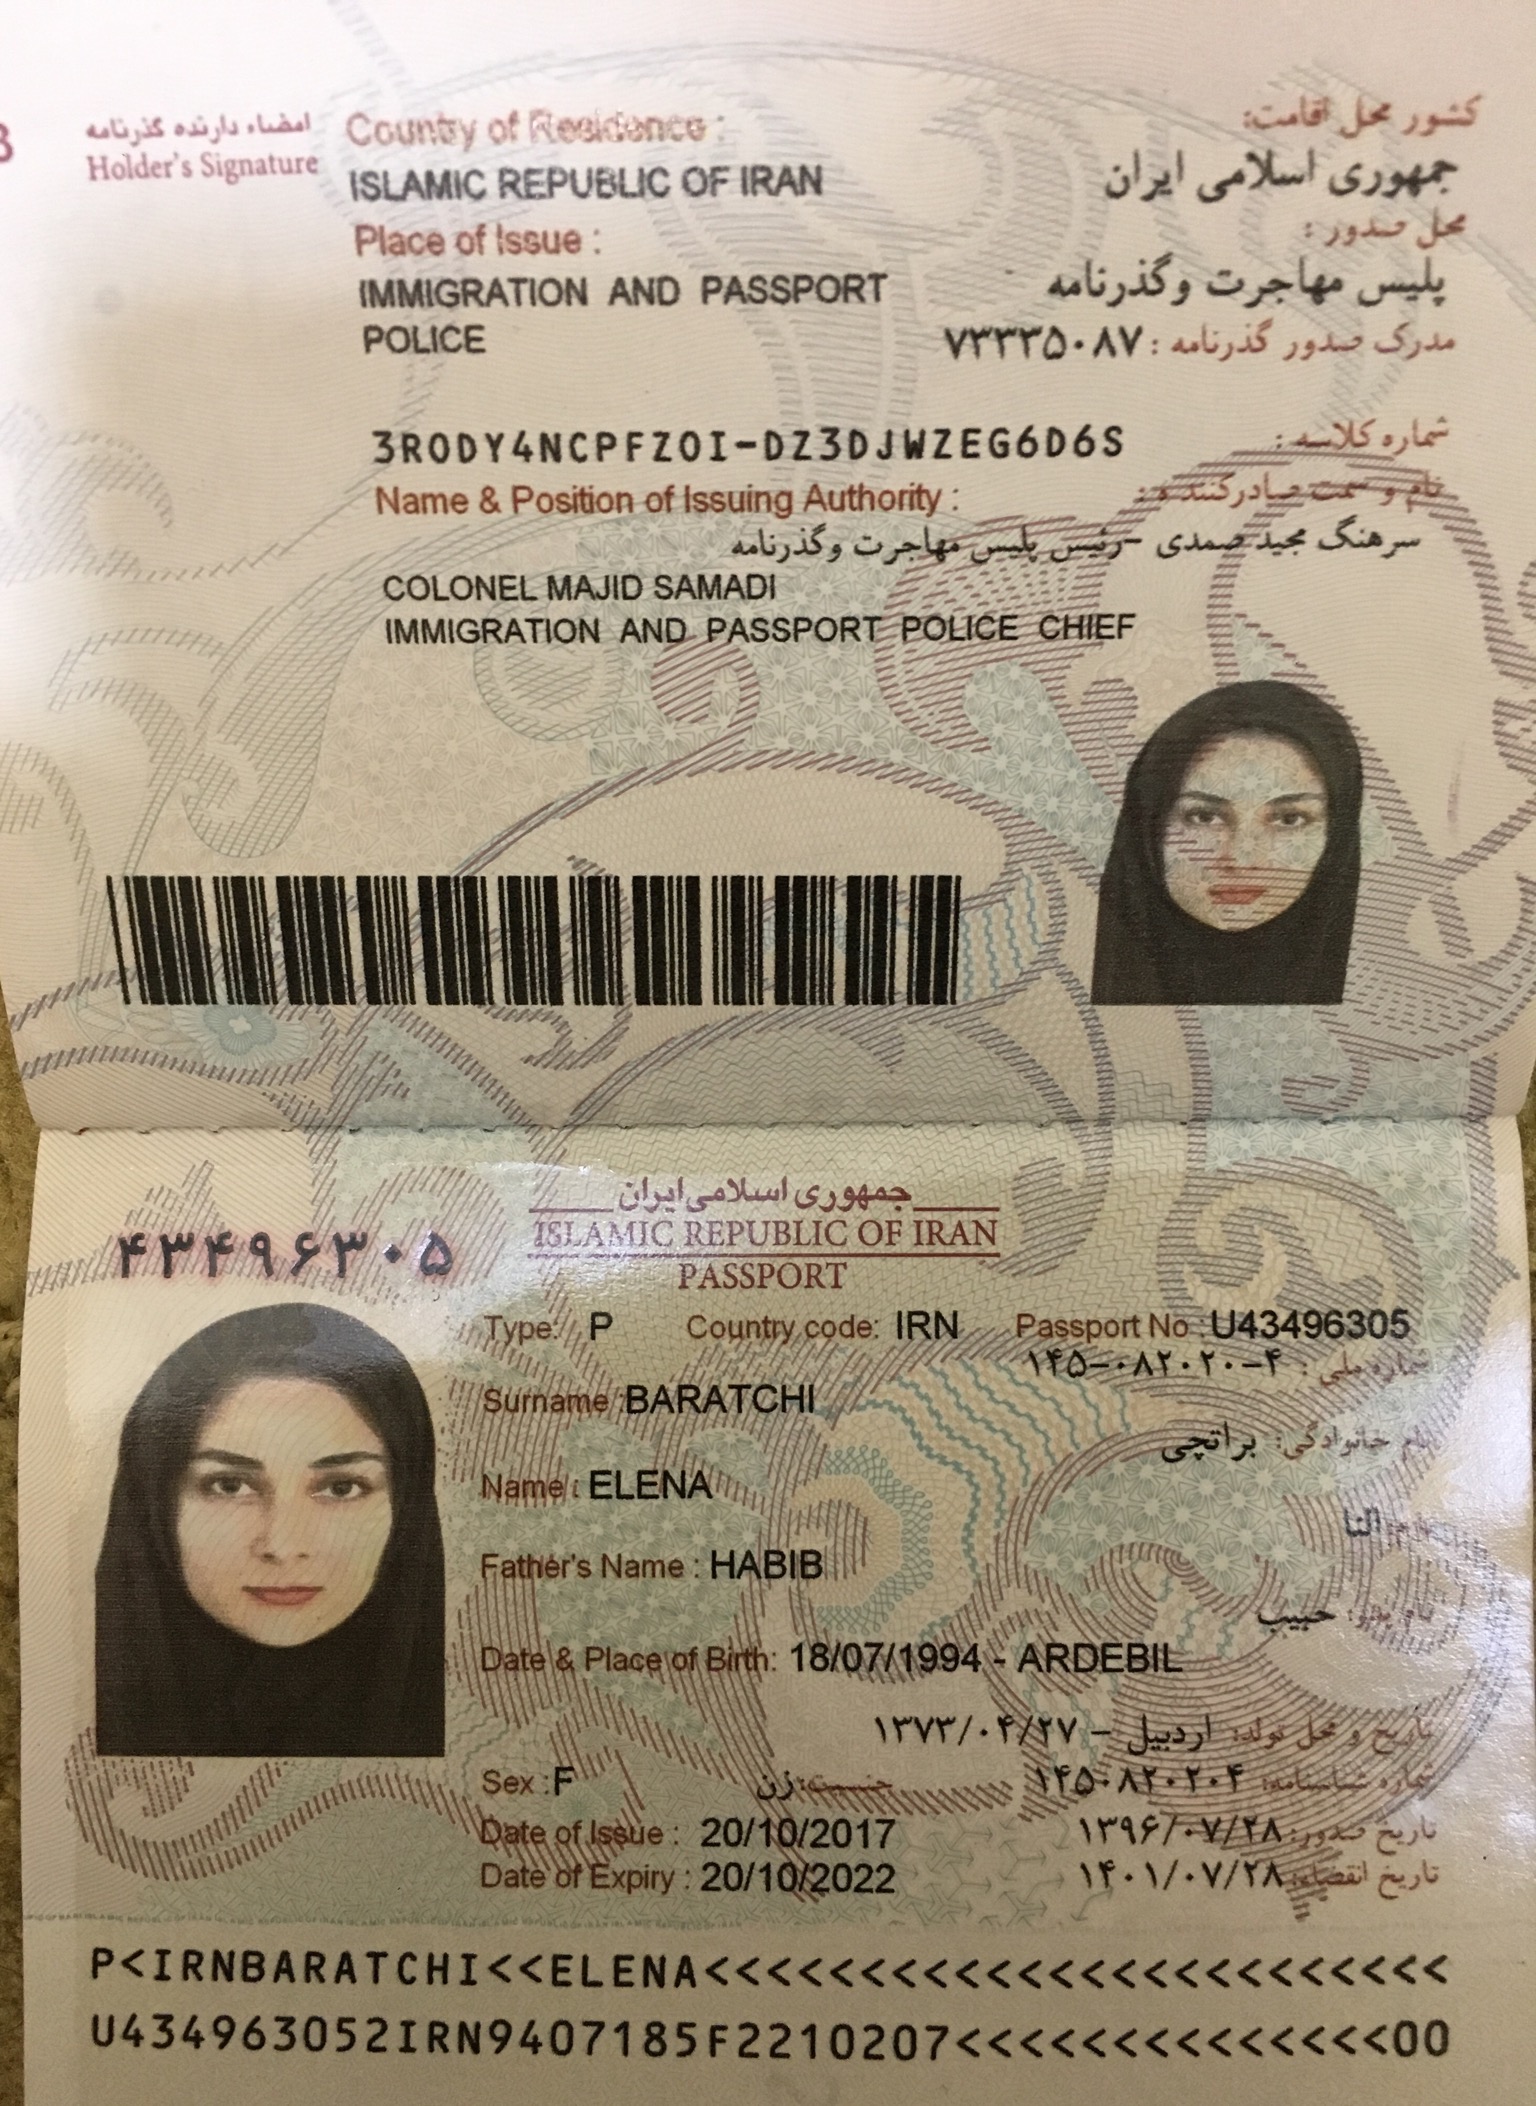 امضاء دارنده گذرنامه
Holder's Signature
Country of Residence : کشور محل اقامت:
ISLAMIC REPUBLIC OF IRAN جمهوری اسلامی ایران
Place of Issue : محل صدور :
IMMIGRATION AND PASSPORT پلیس مهاجرت وگذرنامه
POLICE مدرک صدور گذرنامه : ۷۳۳۳۵۰۸۷
3RODY4NCPFZOI-DZ3DJWZEG6D6S شماره کلاسه :
Name & Position of Issuing Authority : نام و سمت صادرکننده :
سرهنگ مجید صمدی -رئیس پلیس مهاجرت وگذرنامه
COLONEL MAJID SAMADI
IMMIGRATION AND PASSPORT POLICE CHIEF
جمهوری اسلامی ایران
ISLAMIC REPUBLIC OF IRAN
۴۳۴۹۶۳۰۵
PASSPORT
Type: P Country code: IRN Passport No : U43496305
شماره ملی : ۱۴۵-۰۸۲۰۲۰-۴
Surname : BARATCHI
نام خانوادگی: براتچی
Name : ELENA
نام: النا
Father's Name : HABIB
نام پدر: حبیب
Date & Place of Birth: 18/07/1994 - ARDEBIL
تاریخ و محل تولد: اردبیل - ۱۳۷۳/۰۴/۲۷
Sex : F جنسیت: زن شماره شناسنامه: ۱۴۵۰۸۲۰۲۰۴
Date of Issue : 20/10/2017 تاریخ صدور: ۱۳۹۶/۰۷/۲۸
Date of Expiry : 20/10/2022 تاریخ انقضاء: ۱۴۰۱/۰۷/۲۸
P<IRNBARATCHI<<ELENA<<<<<<<<<<<<<<<<<<<<<<<<
U434963052IRN9407185F2210207<<<<<<<<<<<<<<00